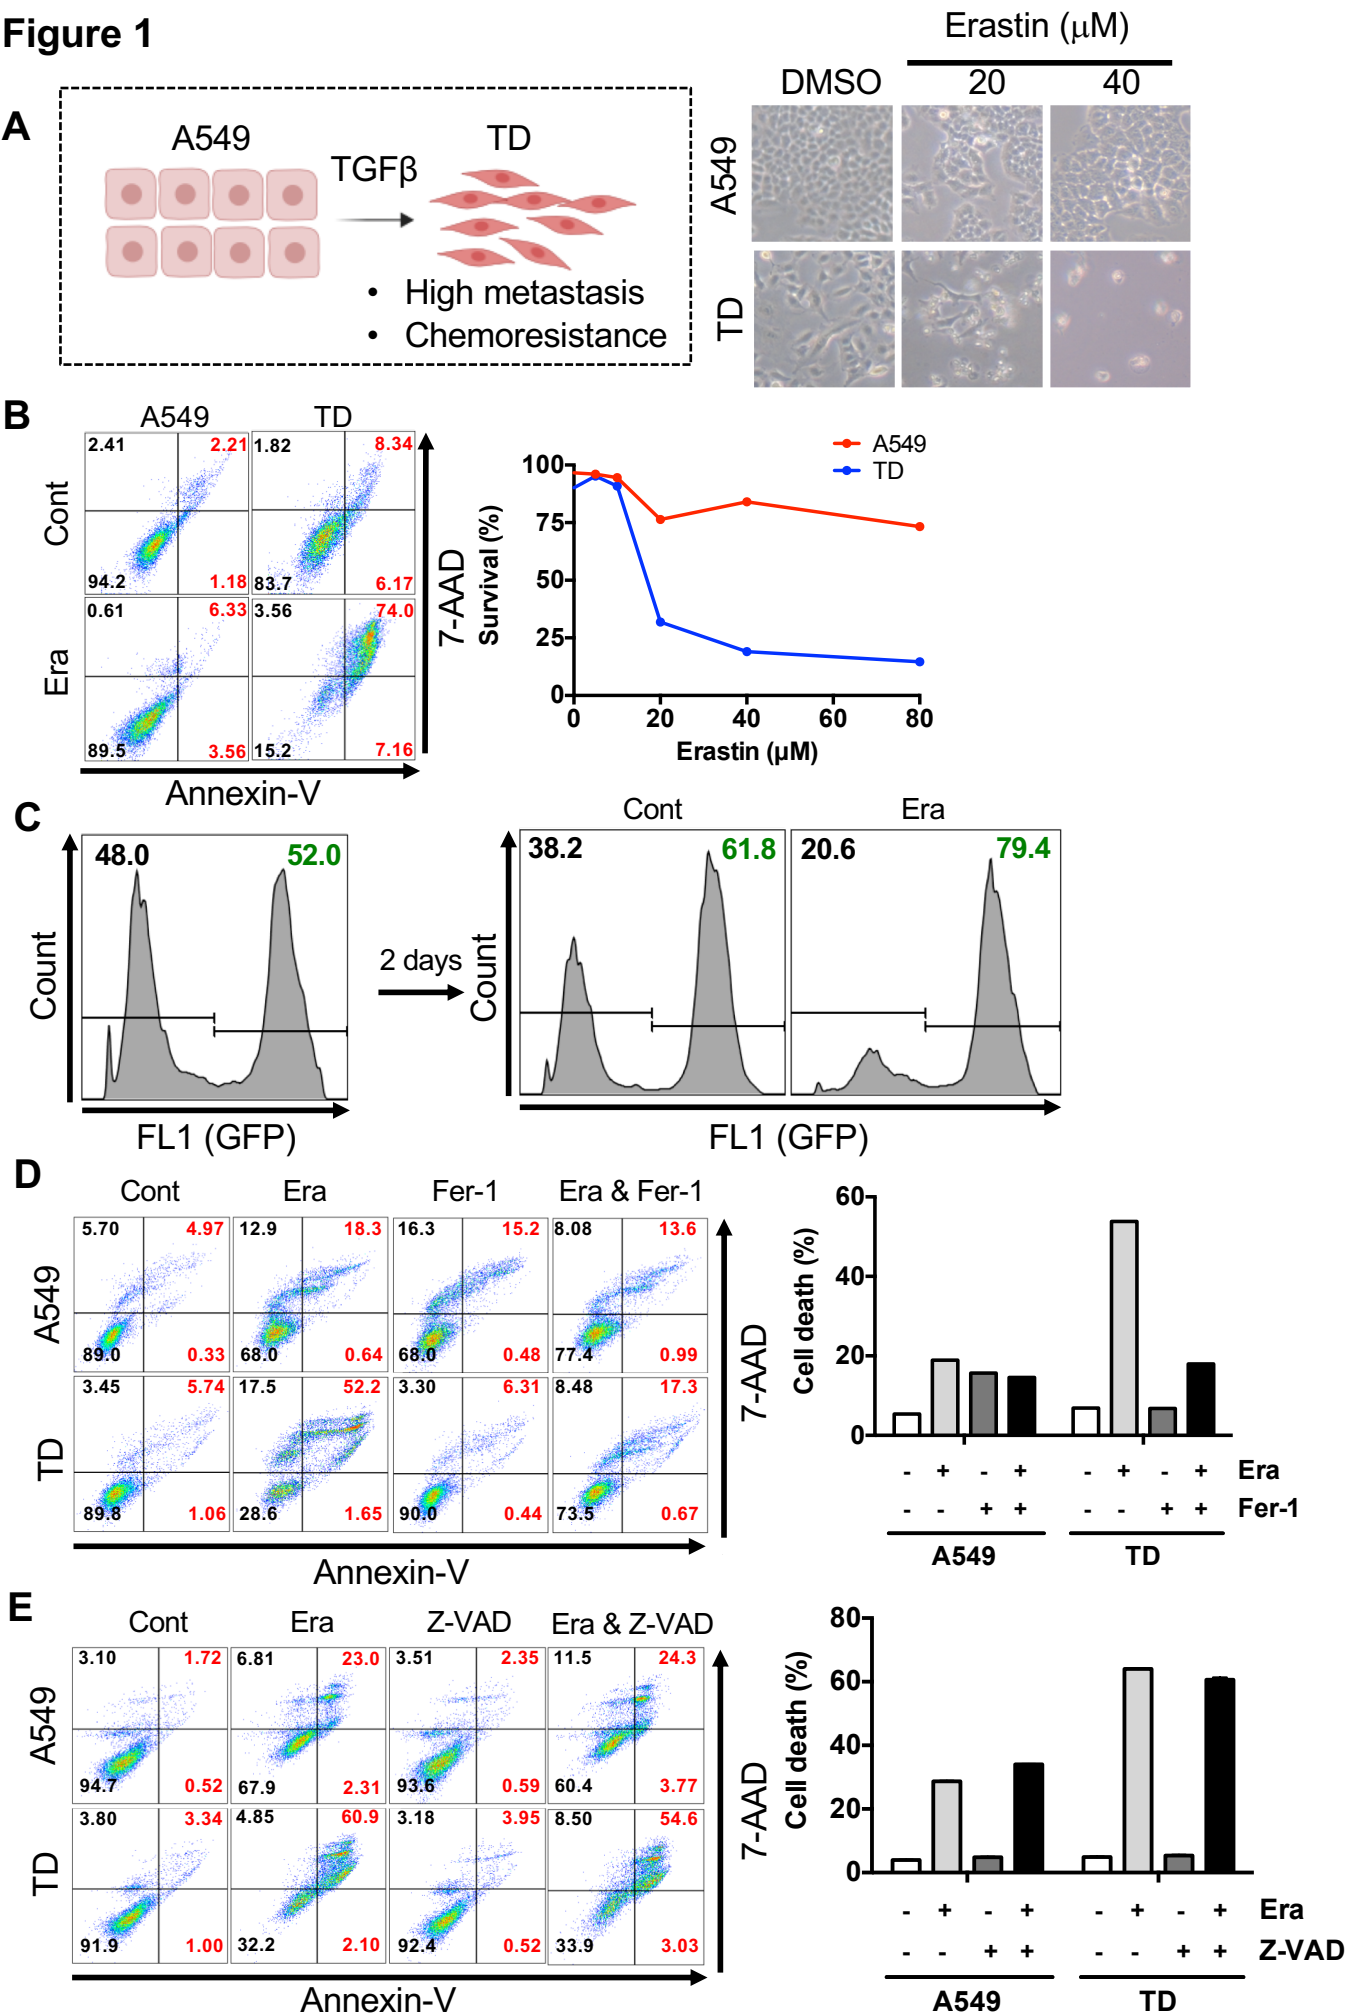 Figure 1
Erastin (μM)
DMSO 20 40
A
A549 TGFβ TD
• High metastasis
• Chemoresistance
A549
TD
B
A549 TD
Cont
2.41 2.21 1.82 8.34
94.2 1.18 83.7 6.17
Era
0.61 6.33 3.56 74.0
89.5 3.56 15.2 7.16
7-AAD
Annexin-V
A549
TD
Survival (%)
100
75
50
25
0
0 20 40 60 80
Erastin (μM)
C
Count
48.0 52.0
FL1 (GFP)
2 days
Cont Era
Count
38.2 61.8 20.6 79.4
FL1 (GFP)
D
Cont Era Fer-1 Era & Fer-1
A549
5.70 4.97 12.9 18.3 16.3 15.2 8.08 13.6
89.0 0.33 68.0 0.64 68.0 0.48 77.4 0.99
TD
3.45 5.74 17.5 52.2 3.30 6.31 8.48 17.3
89.8 1.06 28.6 1.65 90.0 0.44 73.5 0.67
7-AAD
Annexin-V
Cell death (%)
60
40
20
0
- + - + - + - + Era
- - + + - - + + Fer-1
A549 TD
E
Cont Era Z-VAD Era & Z-VAD
A549
3.10 1.72 6.81 23.0 3.51 2.35 11.5 24.3
94.7 0.52 67.9 2.31 93.6 0.59 60.4 3.77
TD
3.80 3.34 4.85 60.9 3.18 3.95 8.50 54.6
91.9 1.00 32.2 2.10 92.4 0.52 33.9 3.03
7-AAD
Annexin-V
Cell death (%)
80
60
40
20
0
- + - + - + - + Era
- - + + - - + + Z-VAD
A549 TD